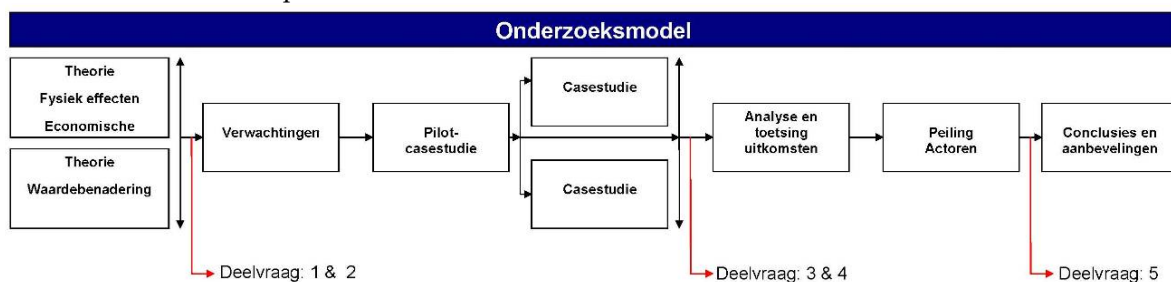 Onderzoeksmodel
Theorie
Fysiek effecten
Economische
Theorie
Waardebenadering
Verwachtingen
Pilot-
casestudie
Casestudie
Casestudie
Analyse en
toetsing
uitkomsten
Peiling
Actoren
Conclusies en
aanbevelingen
Deelvraag: 1 & 2
Deelvraag: 3 & 4
Deelvraag: 5